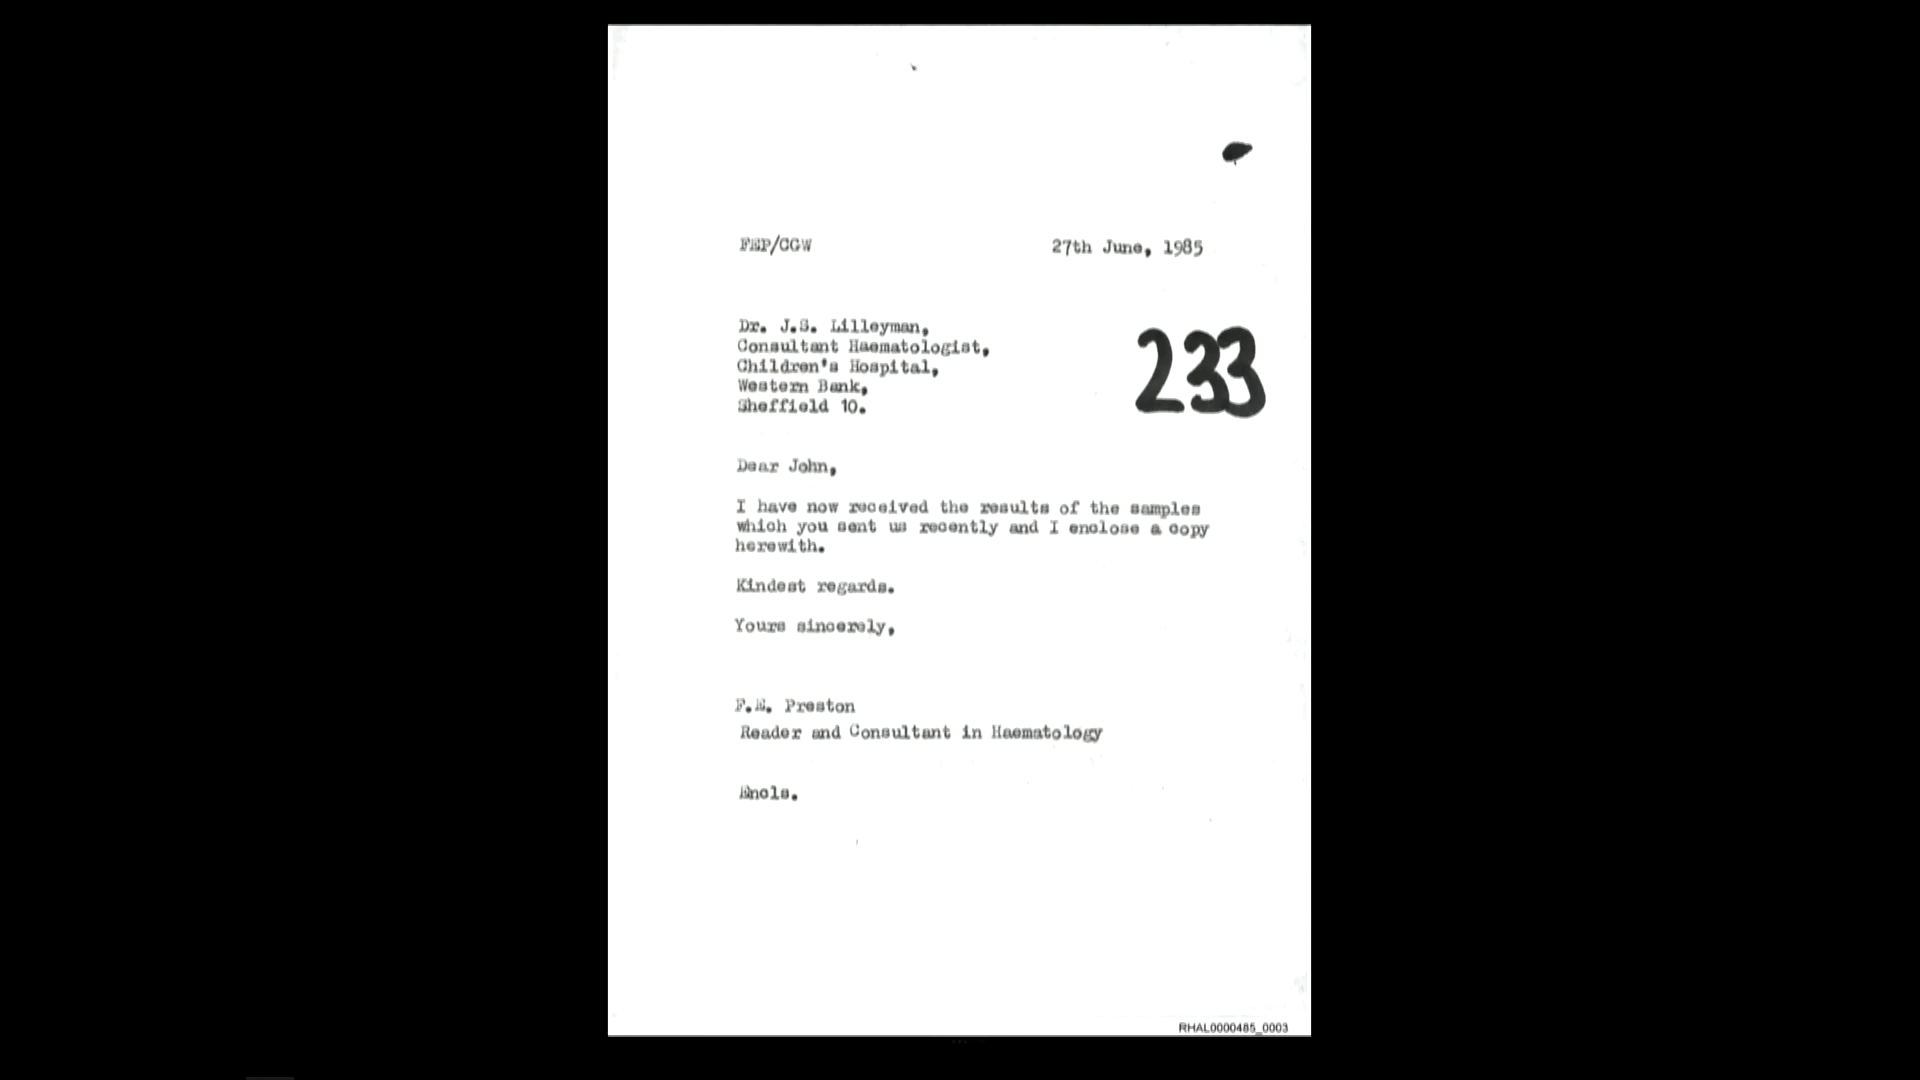 FEP/CGW
27th June, 1985
Dr. J.S. Lilleyman,
Consultant Haematologist,
Children's Hospital,
Western Bank,
Sheffield 10.
233
Dear John,
I have now received the results of the samples
which you sent us recently and I enclose a copy
herewith.
Kindest regards.
Yours sincerely,
F.E. Preston
Reader and Consultant in Haematology
Encls.
RHAL0000485_0003